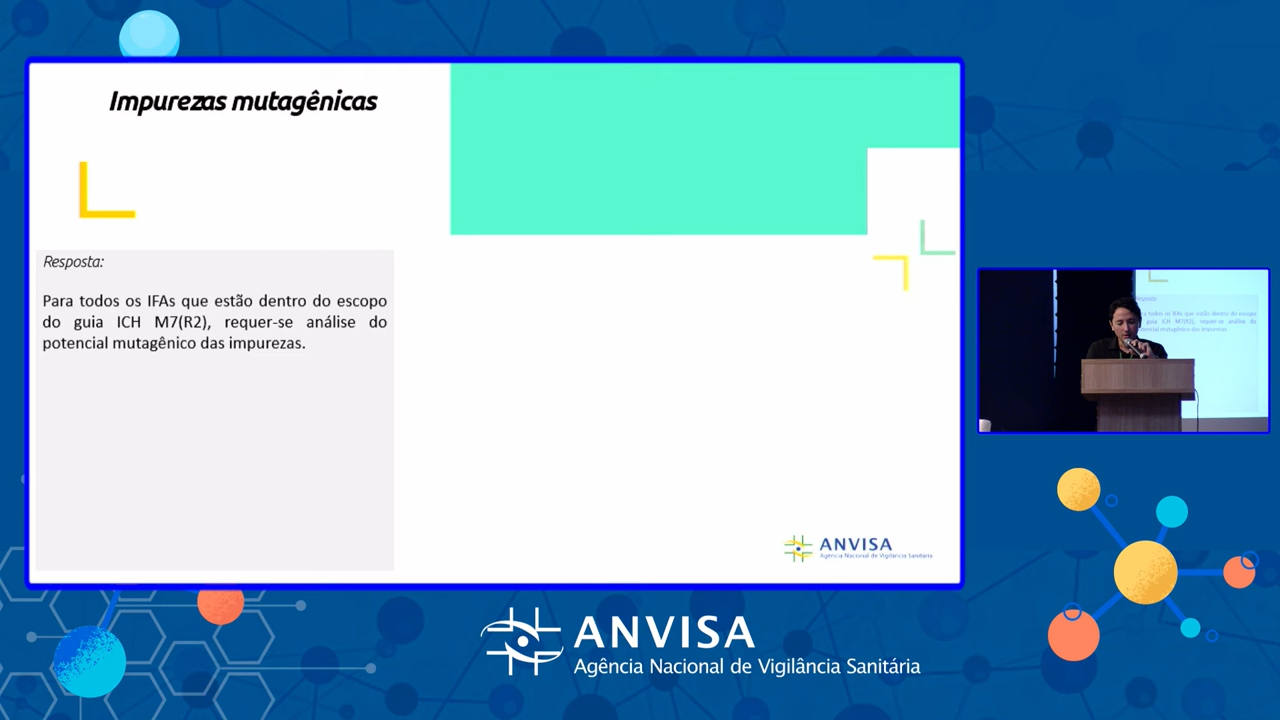 Impurezas mutagênicas
Resposta:
Para todos os IFAs que estão dentro do escopo
do guia ICH M7(R2), requer-se análise do
potencial mutagênico das impurezas.
ANVISA
Agência Nacional de Vigilância Sanitária
ANVISA
Agência Nacional de Vigilância Sanitária